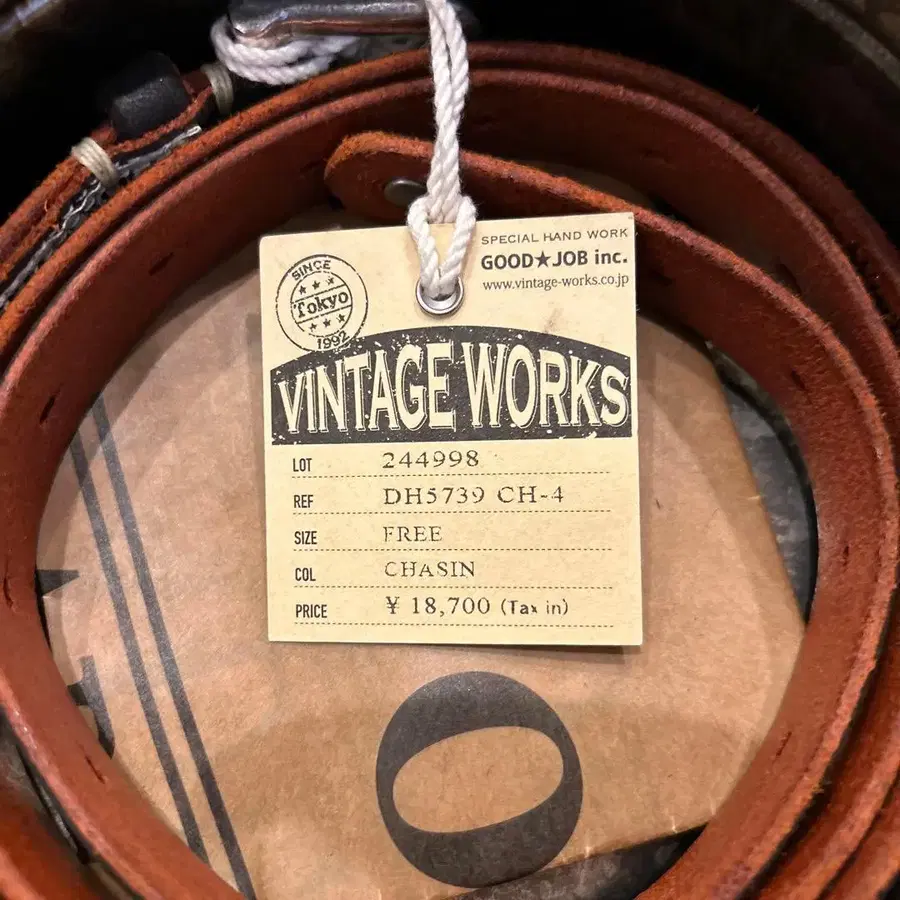 SPECIAL HAND WORK
GOOD★JOB inc.
www.vintage-works.co.jp
SINCE
Tokyo
1992
VINTAGE WORKS
LOT 244998
REF DH5739 CH-4
SIZE FREE
COL CHASIN
PRICE ¥ 18,700 (Tax in)
O